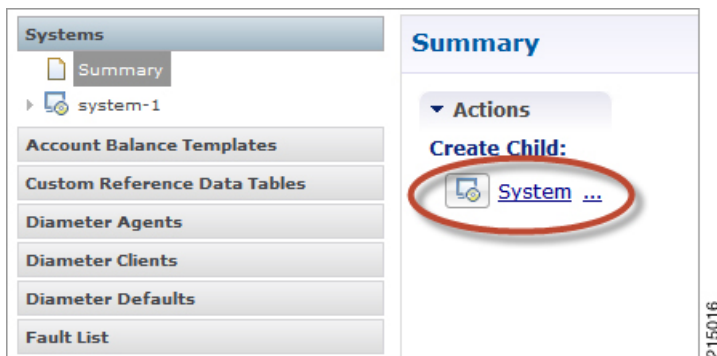 Systems
Summary
system-1
Account Balance Templates
Custom Reference Data Tables
Diameter Agents
Diameter Clients
Diameter Defaults
Fault List
Summary
Actions
Create Child:
System ...
215016